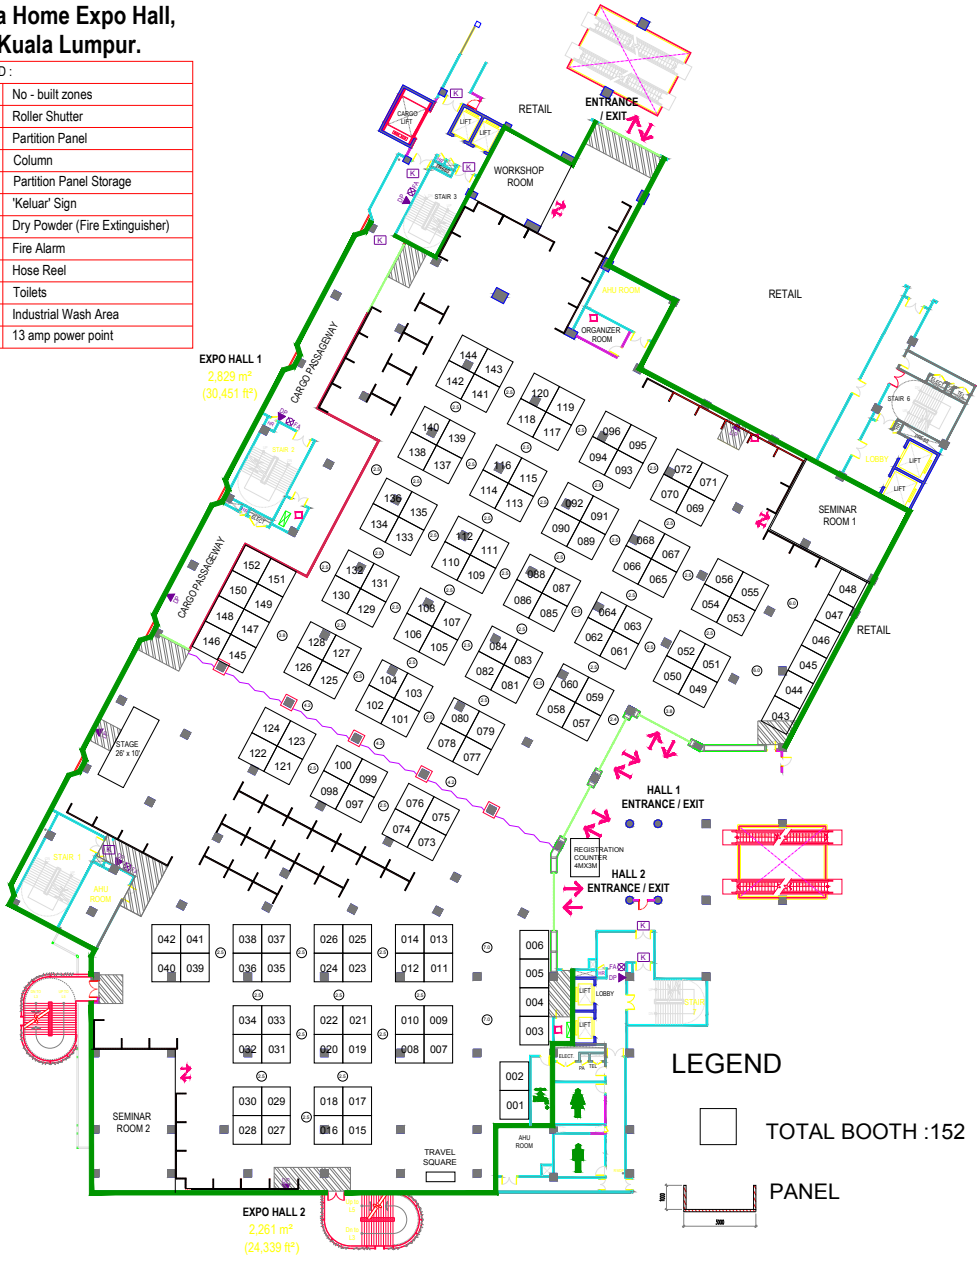 a Home Expo Hall,
Kuala Lumpur.
D :
No - built zones
Roller Shutter
Partition Panel
Column
Partition Panel Storage
'Keluar' Sign
Dry Powder (Fire Extinguisher)
Fire Alarm
Hose Reel
Toilets
Industrial Wash Area
13 amp power point
RETAIL
ENTRANCE
/ EXIT
CARGO
LIFT
LIFT
LIFT
K
K
K
K
WORKSHOP
ROOM
STAIR 3
DP
FA
RETAIL
AHU ROOM
ORGANIZER
ROOM
EXPO HALL 1
2,829 m²
(30,451 ft²)
CARGO PASSAGEWAY
STAIR 2
CARGO PASSAGEWAY
STAIR 6
LOBBY
LIFT
LIFT
SEMINAR
ROOM 1
RETAIL
144 143
142 141
120 119
118 117
096 095
094 093
072 071
070 069
140 139
138 137
116 115
114 113
092 091
090 089
068 067
066 065
056 055
054 053
136 135
134 133
112 111
110 109
088 087
086 085
064 063
062 061
052 051
050 049
132 131
130 129
108 107
106 105
084 083
082 081
060 059
058 057
152 151
150 149
148 147
146 145
128 127
126 125
104 103
102 101
080 079
078 077
048
047
046
045
044
043
124 123
122 121
100 099
098 097
076 075
074 073
STAGE
26' x 10'
STAIR 1
AHU
ROOM
K
HALL 1
ENTRANCE / EXIT
REGISTRATION
COUNTER
4MX3M
HALL 2
ENTRANCE / EXIT
042 041
040 039
038 037
036 035
026 025
024 023
014 013
012 011
034 033
032 031
022 021
020 019
010 009
008 007
030 029
028 027
018 017
016 015
006
005
004
003
002
001
K
K
FA
DP
LIFT
LOBBY
LIFT
ELECT.
PA TEL
AHU
ROOM
SEMINAR
ROOM 2
TRAVEL
SQUARE
EXPO HALL 2
2,261 m²
(24,339 ft²)
LEGEND
TOTAL BOOTH :152
PANEL
3000